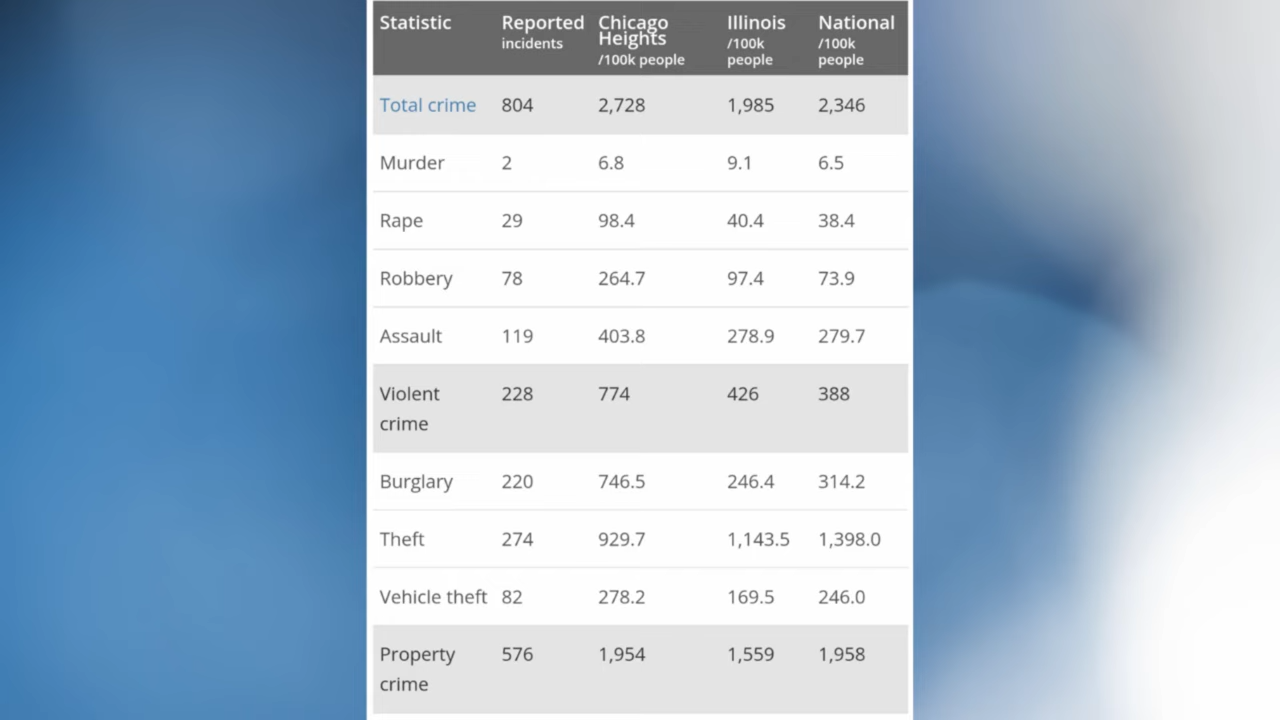 Statistic Reported incidents Chicago Heights /100k people Illinois /100k people National /100k people
Total crime 804 2,728 1,985 2,346
Murder 2 6.8 9.1 6.5
Rape 29 98.4 40.4 38.4
Robbery 78 264.7 97.4 73.9
Assault 119 403.8 278.9 279.7
Violent crime 228 774 426 388
Burglary 220 746.5 246.4 314.2
Theft 274 929.7 1,143.5 1,398.0
Vehicle theft 82 278.2 169.5 246.0
Property crime 576 1,954 1,559 1,958